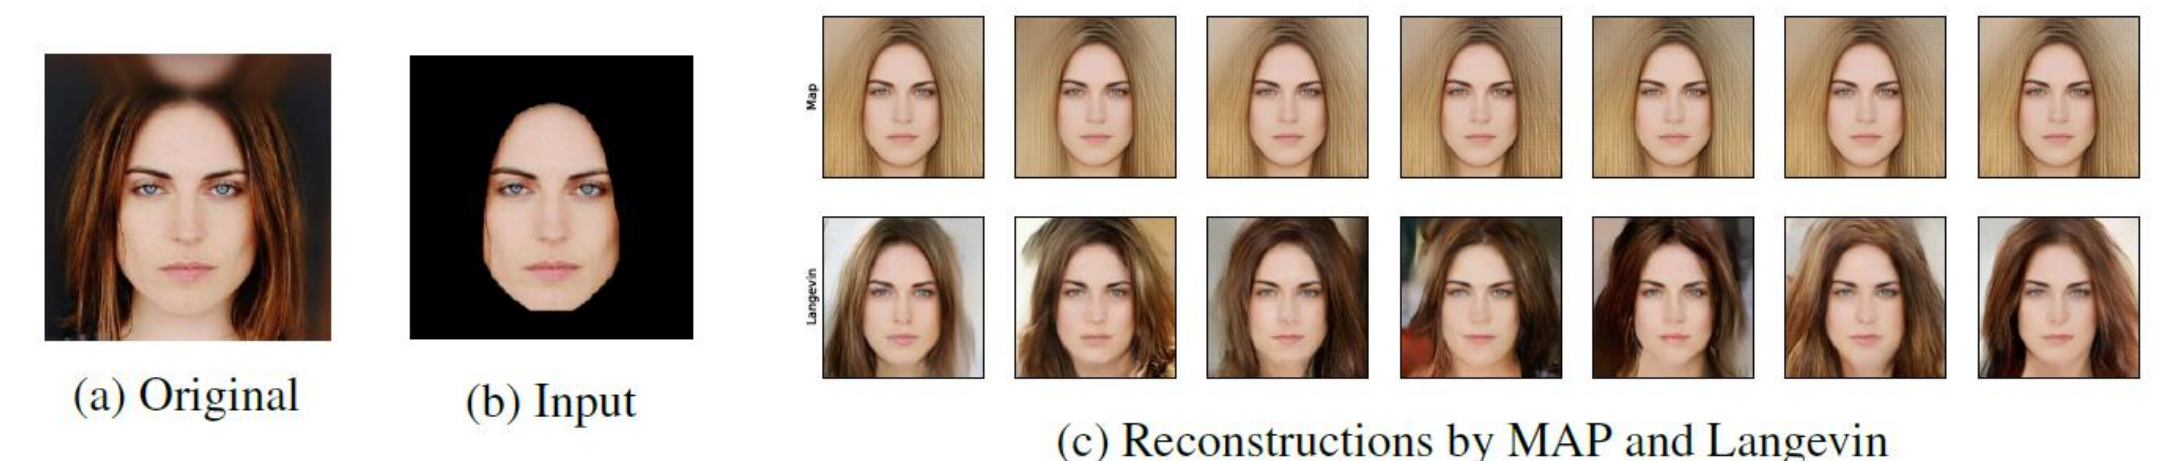 Map
Langevin
(a) Original
(b) Input
(c) Reconstructions by MAP and Langevin